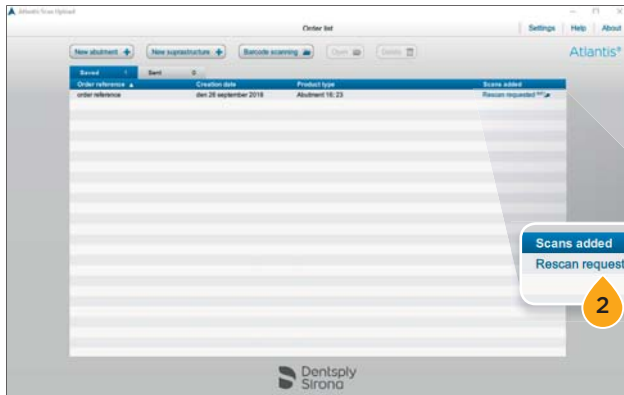 Atlantis Scan Upload
Order list
Settings Help About
New abutment New suprastructure Barcode scanning Open Delete
Atlantis®
Saved 1 Sent 0
Order reference Creation date Product type Scans added
order reference den 26 september 2019 Abutment 16; 23 Rescan requested
Scans added
Rescan request
2
Dentsply
Sirona